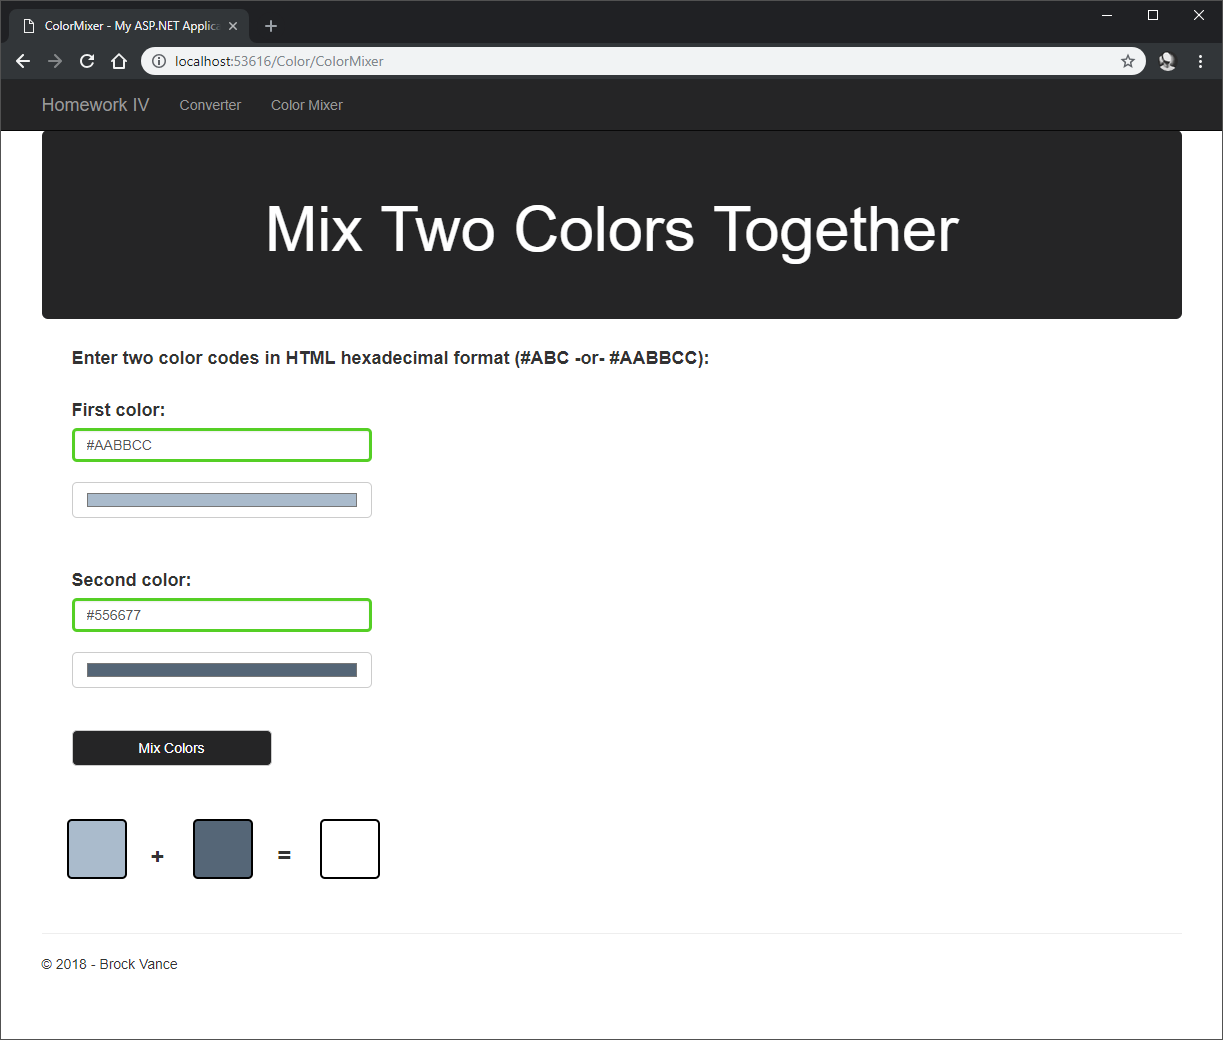 ColorMixer - My ASP.NET Applica
localhost:53616/Color/ColorMixer
Homework IV Converter Color Mixer
Mix Two Colors Together
Enter two color codes in HTML hexadecimal format (#ABC -or- #AABBCC):
First color:
#AABBCC
Second color:
#556677
Mix Colors
+ =
© 2018 - Brock Vance